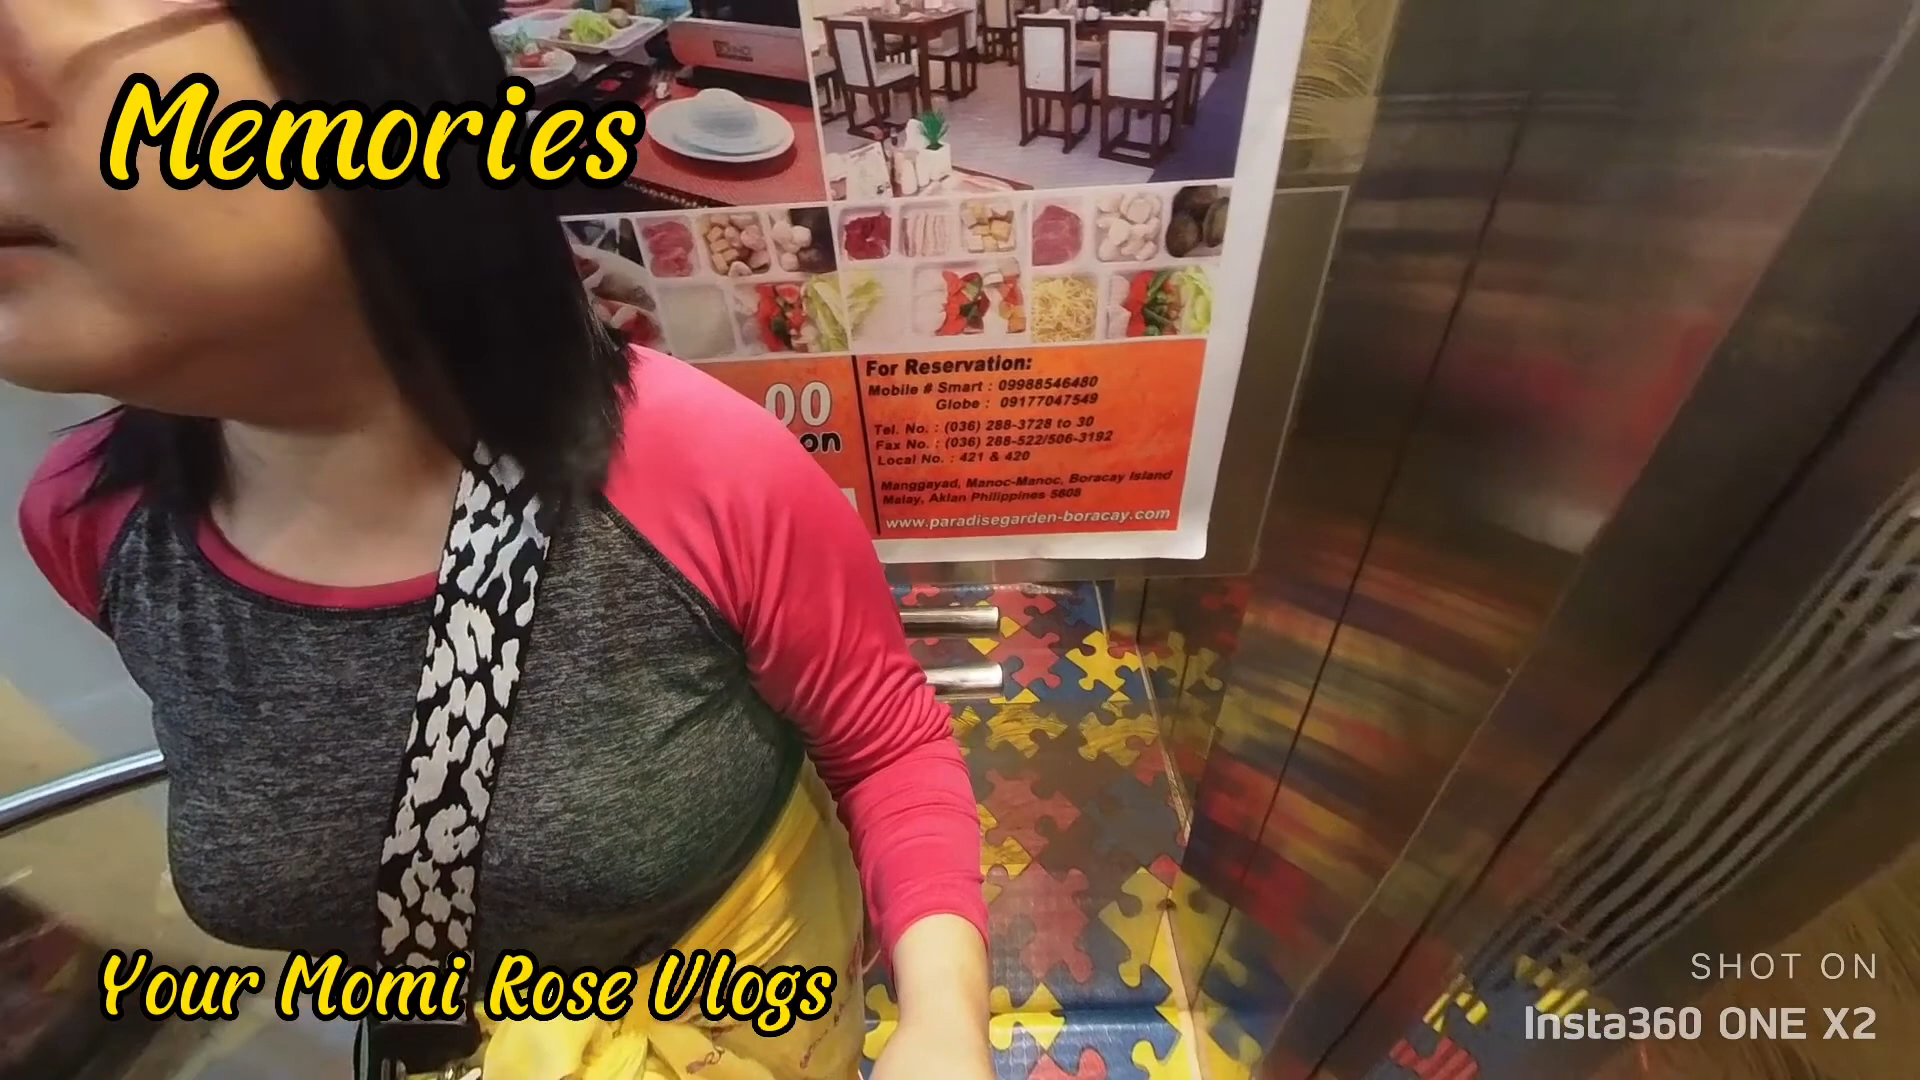 Memories
For Reservation:
Mobile # Smart : 09988546480
Globe : 09177047549
Tel. No. : (036) 288-3728 to 30
Fax No. : (036) 288-522/506-3192
Local No. : 421 & 420
Manggayad, Manoc-Manoc, Boracay Island
Malay, Aklan Philippines 5608
www.paradisegarden-boracay.com
00
on
Your Momi Rose Vlogs
SHOT ON
Insta360 ONE X2